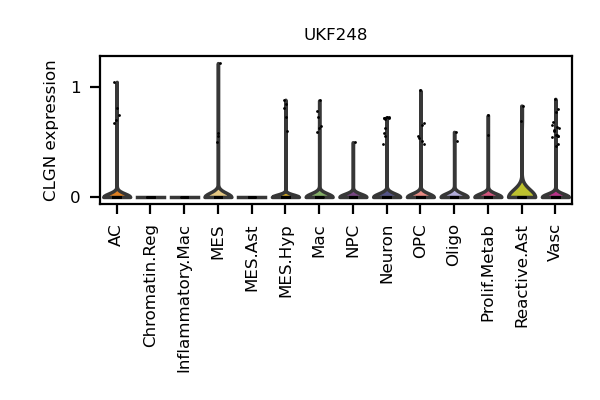 UKF248
CLGN expression
1
0
AC
Chromatin.Reg
Inflammatory.Mac
MES
MES.Ast
MES.Hyp
Mac
NPC
Neuron
OPC
Oligo
Prolif.Metab
Reactive.Ast
Vasc